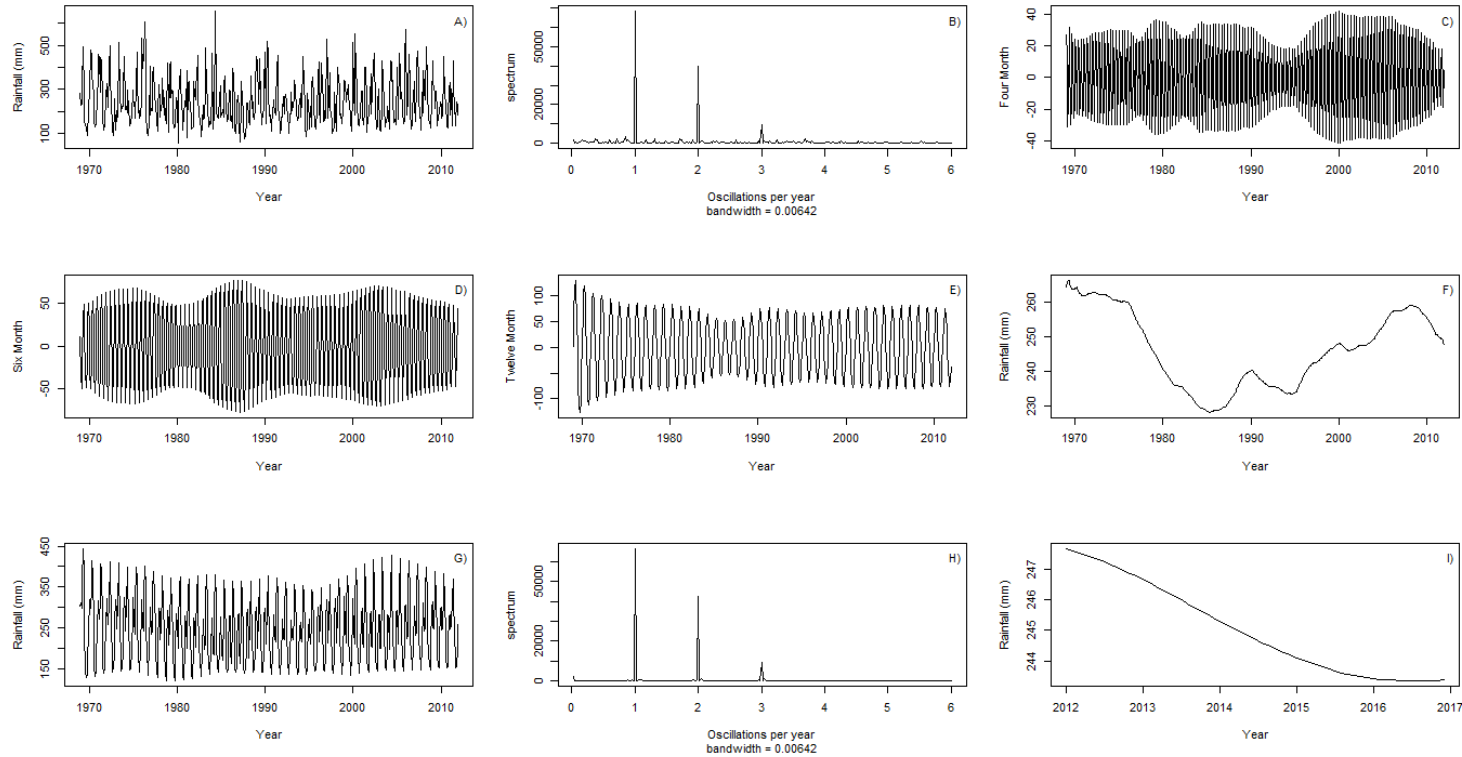 A)
Rainfall (mm)
500
300
100
1970 1980 1990 2000 2010
Year
B)
spectrum
50000
20000
0
0 1 2 3 4 5 6
Oscillations per year
bandwidth = 0.00642
C)
Four Month
40
20
0
-20
-40
1970 1980 1990 2000 2010
Year
D)
Six Month
50
0
-50
1970 1980 1990 2000 2010
Year
E)
Twelve Month
100
50
0
-100
1970 1980 1990 2000 2010
Year
F)
Rainfall (mm)
260
250
240
230
1970 1980 1990 2000 2010
Year
G)
Rainfall (mm)
450
350
250
150
1970 1980 1990 2000 2010
Year
H)
spectrum
50000
20000
0
0 1 2 3 4 5 6
Oscillations per year
bandwidth = 0.00642
I)
Rainfall (mm)
247
246
245
244
2012 2013 2014 2015 2016 2017
Year